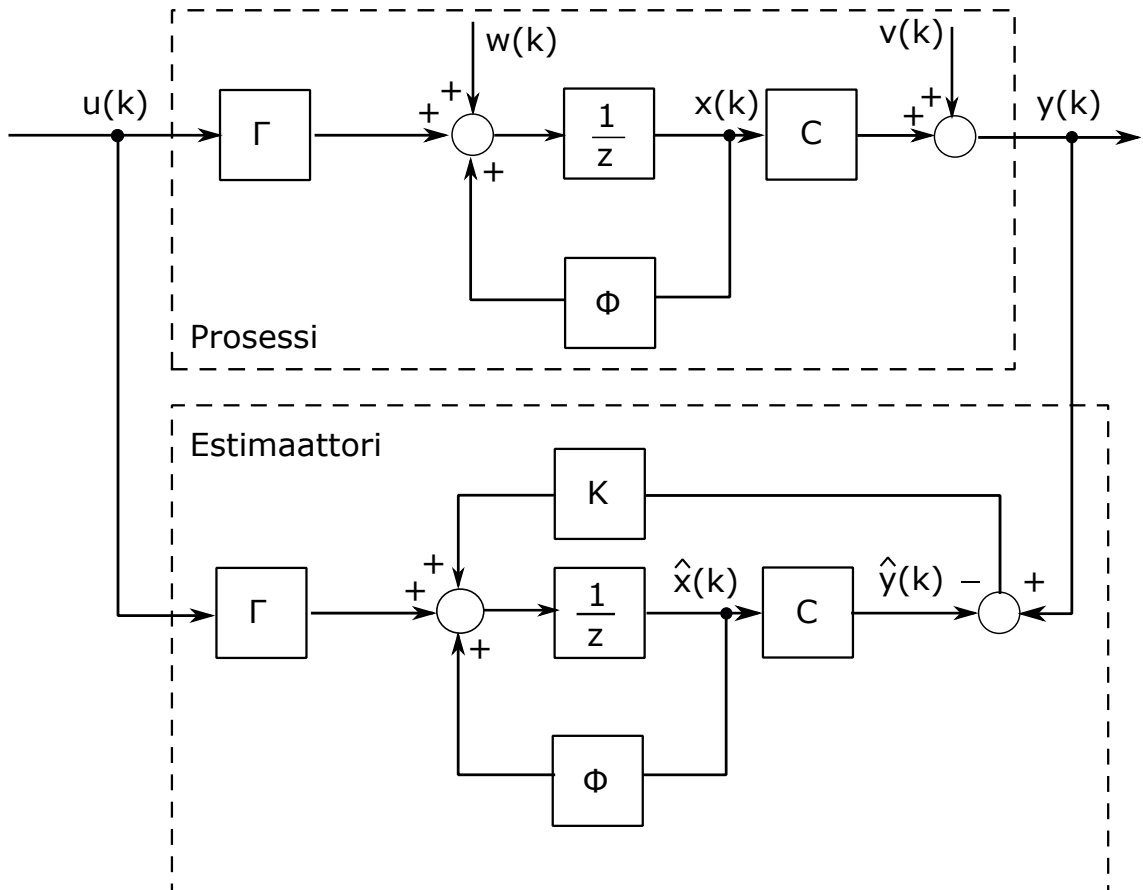 w(k)
v(k)
u(k)
Γ
+
+
+
1
z
x(k)
C
+
+
y(k)
Φ
Prosessi
Estimaattori
K
Γ
+
+
+
1
z
x̂(k)
C
ŷ(k)
−
+
Φ